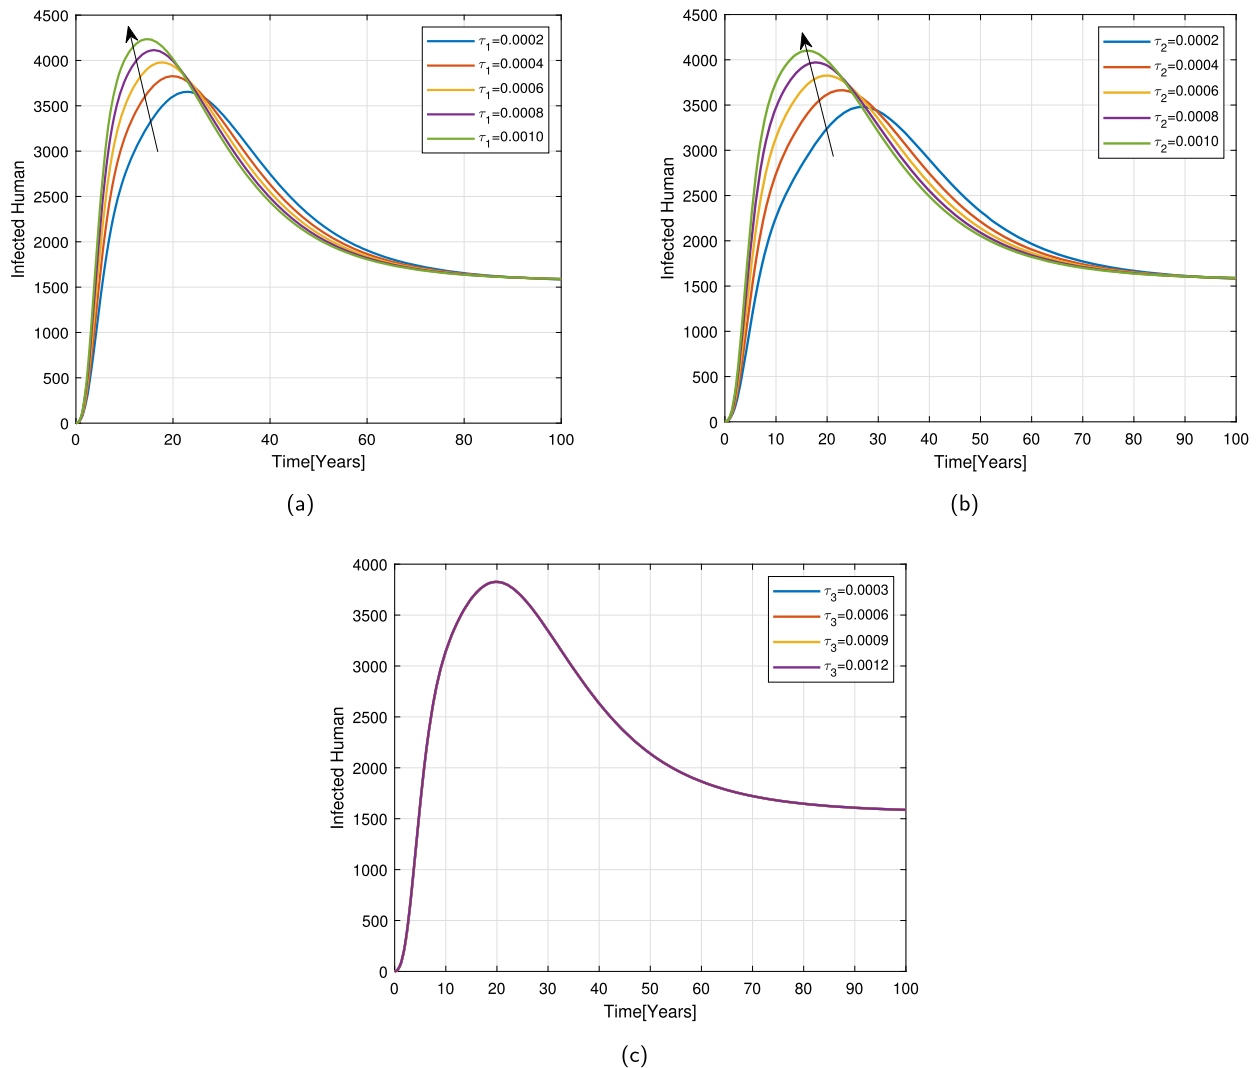 4500
4000
3500
3000
2500
2000
1500
1000
500
0
Infected Human
0 20 40 60 80 100
Time[Years]
τ1=0.0002
τ1=0.0004
τ1=0.0006
τ1=0.0008
τ1=0.0010
(a)
4500
4000
3500
3000
2500
2000
1500
1000
500
0
Infected Human
0 10 20 30 40 50 60 70 80 90 100
Time[Years]
τ2=0.0002
τ2=0.0004
τ2=0.0006
τ2=0.0008
τ2=0.0010
(b)
4000
3500
3000
2500
2000
1500
1000
500
0
Infected Human
0 10 20 30 40 50 60 70 80 90 100
Time[Years]
τ3=0.0003
τ3=0.0006
τ3=0.0009
τ3=0.0012
(c)